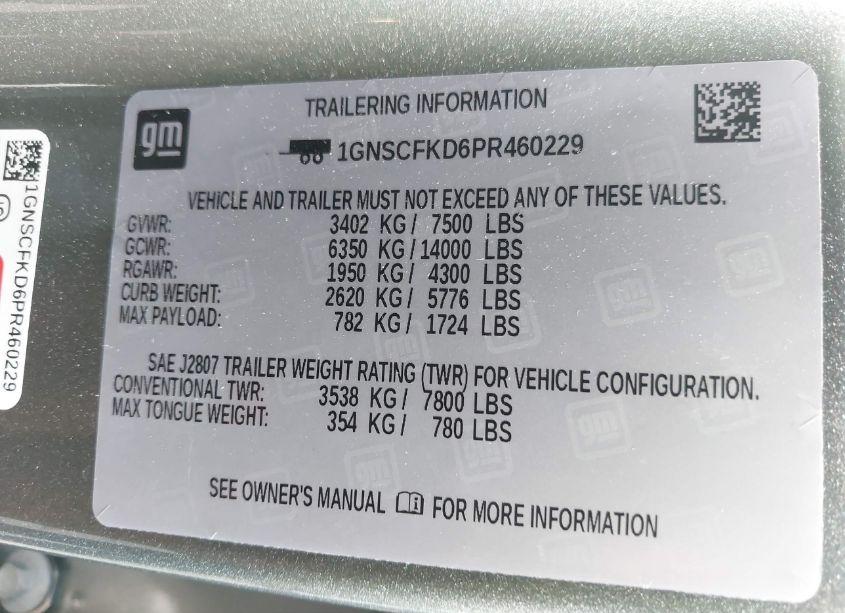 gm
TRAILERING INFORMATION
1GNSCFKD6PR460229
VEHICLE AND TRAILER MUST NOT EXCEED ANY OF THESE VALUES.
GVWR: 3402 KG / 7500 LBS
GCWR: 6350 KG / 14000 LBS
RGAWR: 1950 KG / 4300 LBS
CURB WEIGHT: 2620 KG / 5776 LBS
MAX PAYLOAD: 782 KG / 1724 LBS
SAE J2807 TRAILER WEIGHT RATING (TWR) FOR VEHICLE CONFIGURATION.
CONVENTIONAL TWR: 3538 KG / 7800 LBS
MAX TONGUE WEIGHT: 354 KG / 780 LBS
SEE OWNER'S MANUAL FOR MORE INFORMATION
1GNSCFKD6PR460229